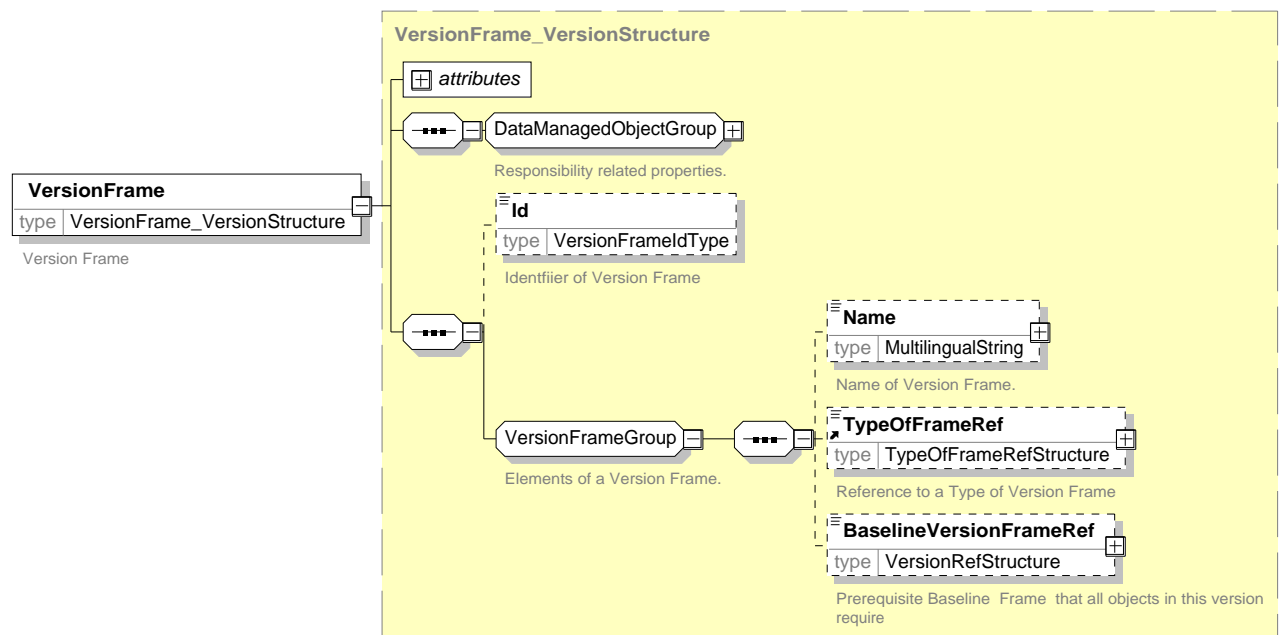 VersionFrame_VersionStructure
attributes
DataManagedObjectGroup
Responsibility related properties.
VersionFrame
type VersionFrame_VersionStructure
Version Frame
Id
type VersionFrameIdType
Identfiier of Version Frame
Name
type MultilingualString
Name of Version Frame.
VersionFrameGroup
Elements of a Version Frame.
TypeOfFrameRef
type TypeOfFrameRefStructure
Reference to a Type of Version Frame
BaselineVersionFrameRef
type VersionRefStructure
Prerequisite Baseline  Frame  that all objects in this version
require